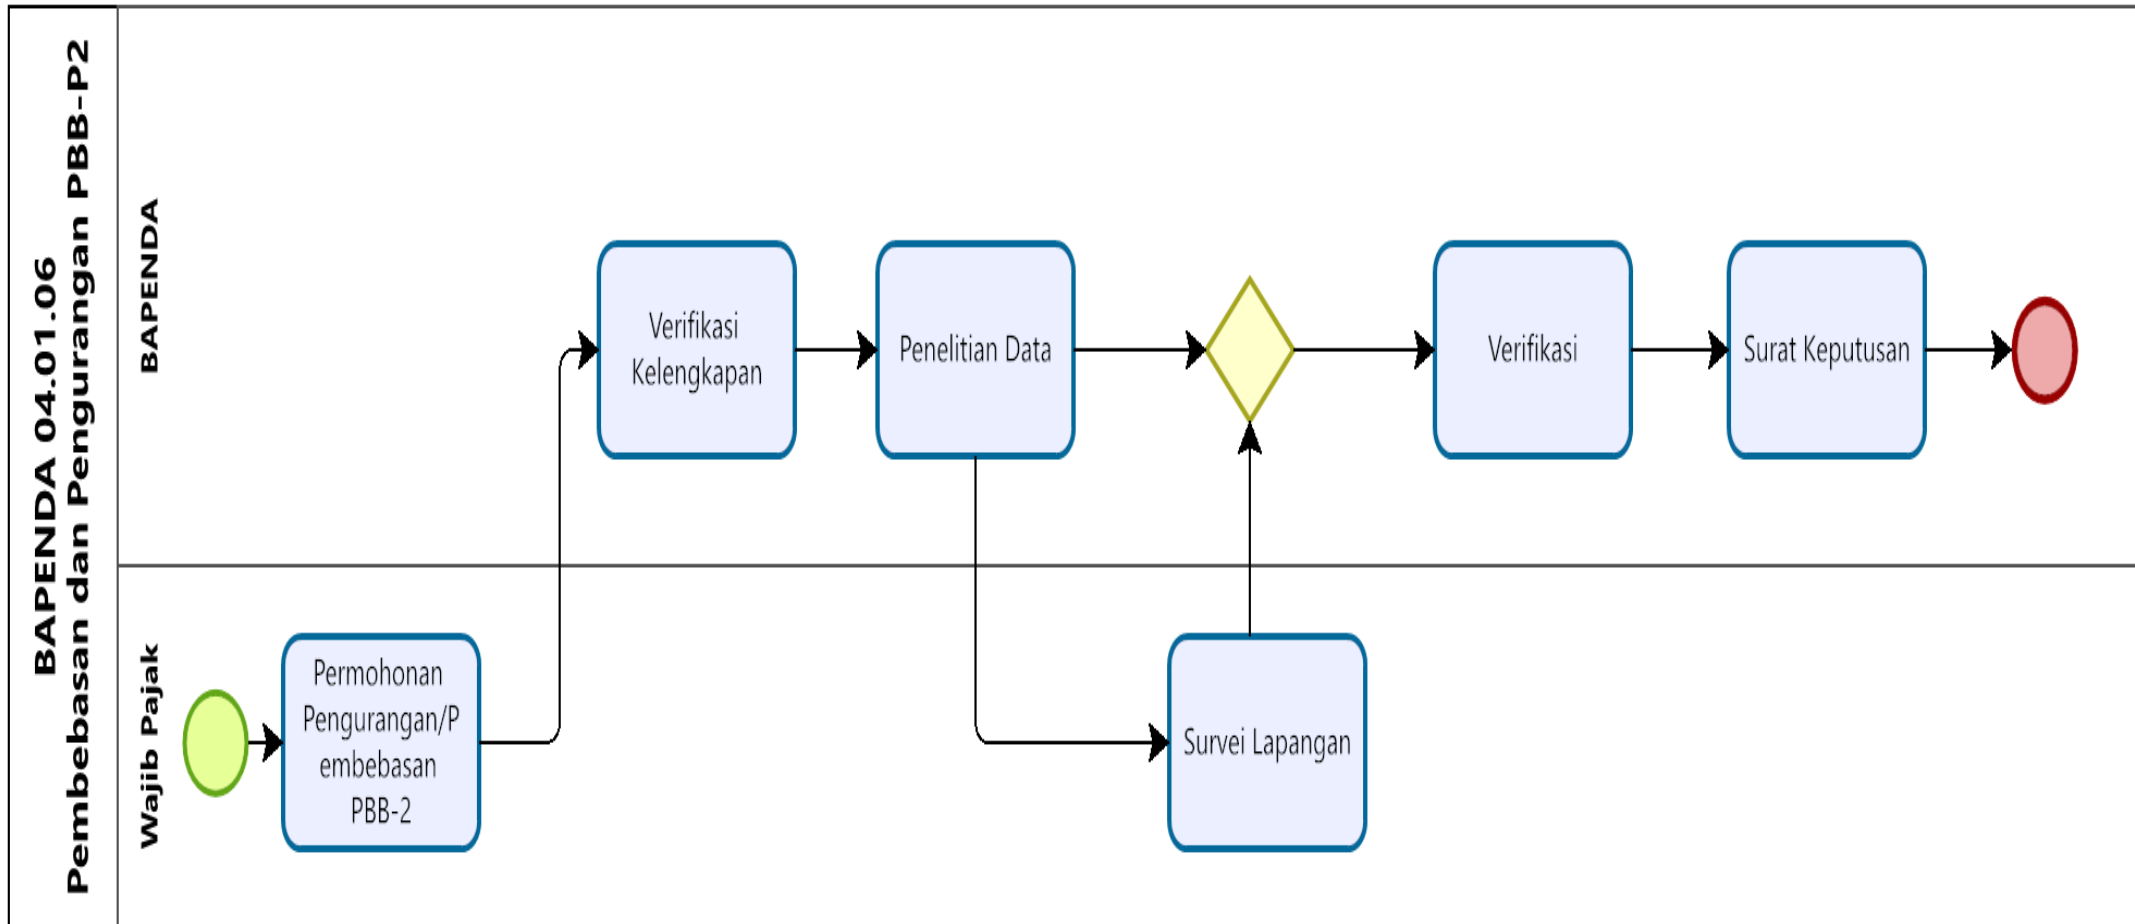 BAPENDA 04.01.06
Pembebasan dan Pengurangan PBB-P2
BAPENDA
Verifikasi
Kelengkapan
Penelitian Data
Verifikasi
Surat Keputusan
Wajib Pajak
Permohonan
Pengurangan/P
embebasan
PBB-2
Survei Lapangan